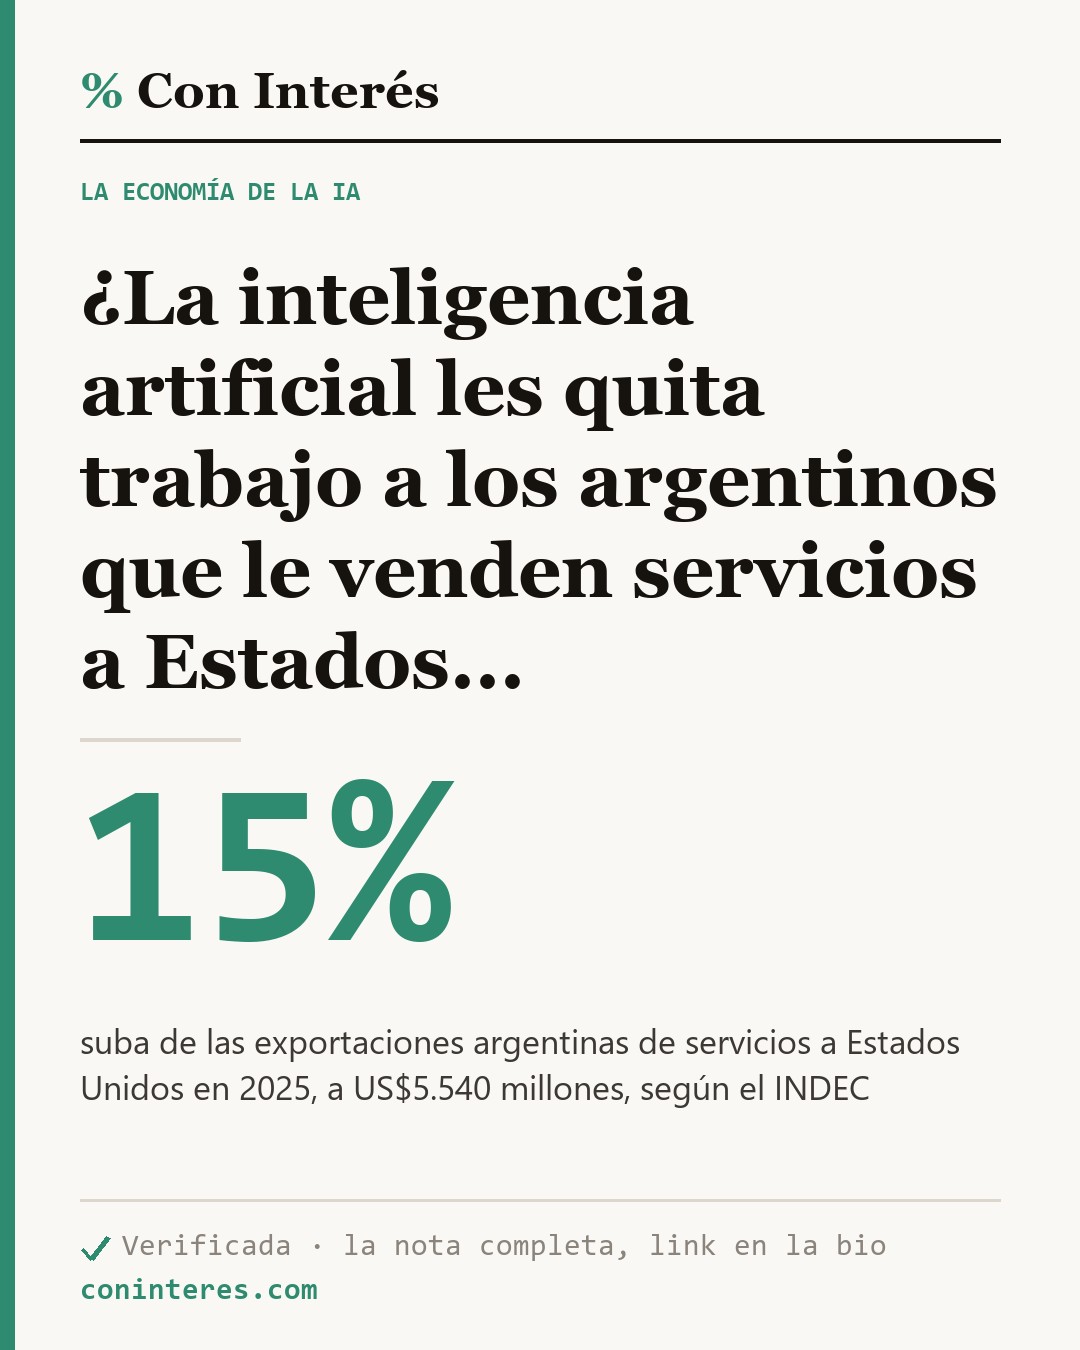 % Con Interés
LA ECONOMÍA DE LA IA
¿La inteligencia
artificial les quita
trabajo a los argentinos
que le venden servicios
a Estados...
15%
suba de las exportaciones argentinas de servicios a Estados
Unidos en 2025, a US$5.540 millones, según el INDEC
✓ Verificada · la nota completa, link en la bio
coninteres.com